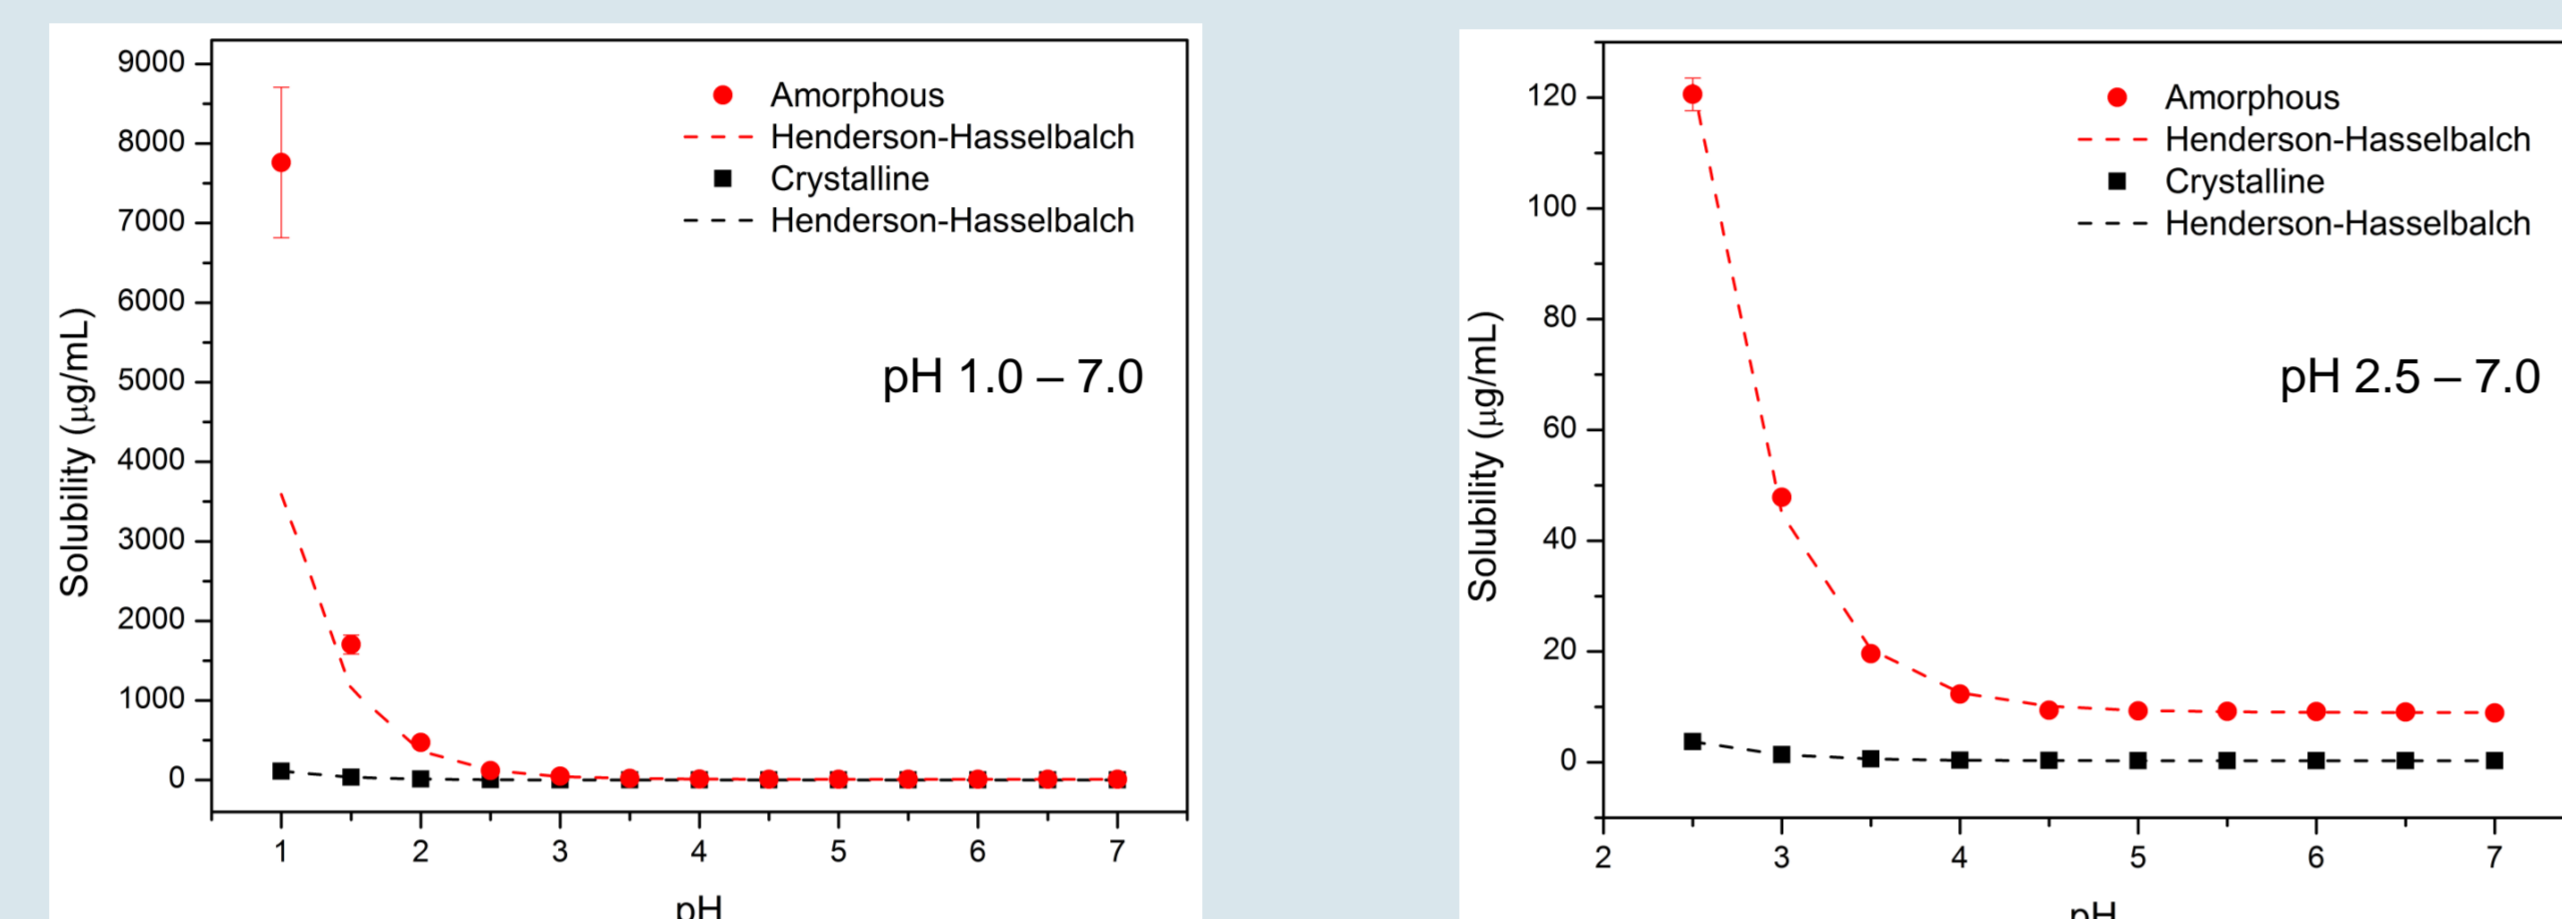 9000
8000
7000
6000
5000
4000
3000
2000
1000
0
Solubility (μg/mL)
Amorphous
Henderson-Hasselbalch
Crystalline
Henderson-Hasselbalch
pH 1.0 – 7.0
1 2 3 4 5 6 7
pH
120
100
80
60
40
20
0
Solubility (μg/mL)
Amorphous
Henderson-Hasselbalch
Crystalline
Henderson-Hasselbalch
pH 2.5 – 7.0
2 3 4 5 6 7
pH